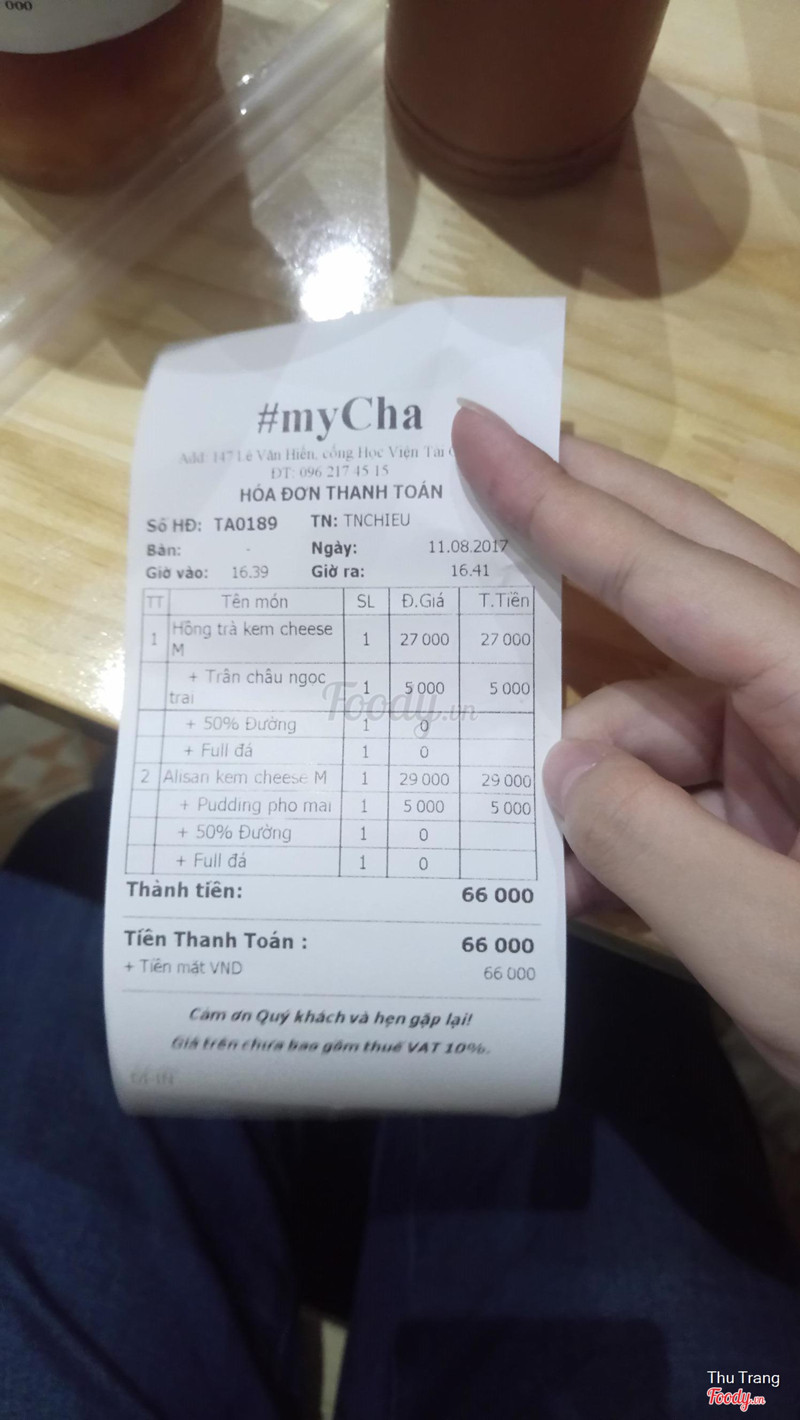 000
#myCha
Add: 147 Lê Văn Hiến, cổng Học Viện Tài
ĐT: 096 217 45 15
HÓA ĐƠN THANH TOÁN
Số HĐ: TA0189 TN: TNCHIEU
Bàn: - Ngày: 11.08.2017
Giờ vào: 16.39 Giờ ra: 16.41
TT Tên món SL Đ.Giá T.Tiền
1 Hồng trà kem cheese M 1 27 000 27 000
+ Trân châu ngọc trai 1 5 000 5 000
+ 50% Đường 1 0
+ Full đá 1 0
2 Alisan kem cheese M 1 29 000 29 000
+ Pudding pho mai 1 5 000 5 000
+ 50% Đường 1 0
+ Full đá 1 0
Thành tiền: 66 000
Tiền Thanh Toán : 66 000
+ Tiền mặt VND 66 000
Cảm ơn Quý khách và hẹn gặp lại!
Giá trên chưa bao gồm thuế VAT 10%.
Foody.vn
Thu Trang
Foody.vn